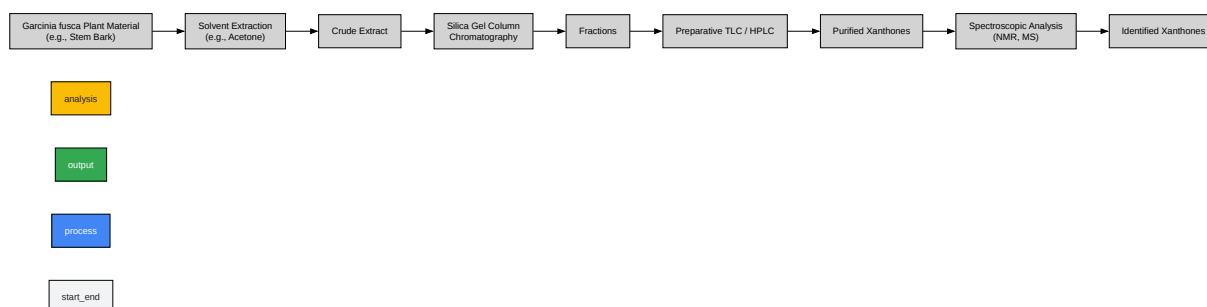 Garcinia fusca Plant Material
(e.g., Stem Bark)
Solvent Extraction
(e.g., Acetone)
Crude Extract
Silica Gel Column
Chromatography
Fractions
Preparative TLC / HPLC
Purified Xanthones
Spectroscopic Analysis
(NMR, MS)
Identified Xanthones
analysis
output
process
start_end